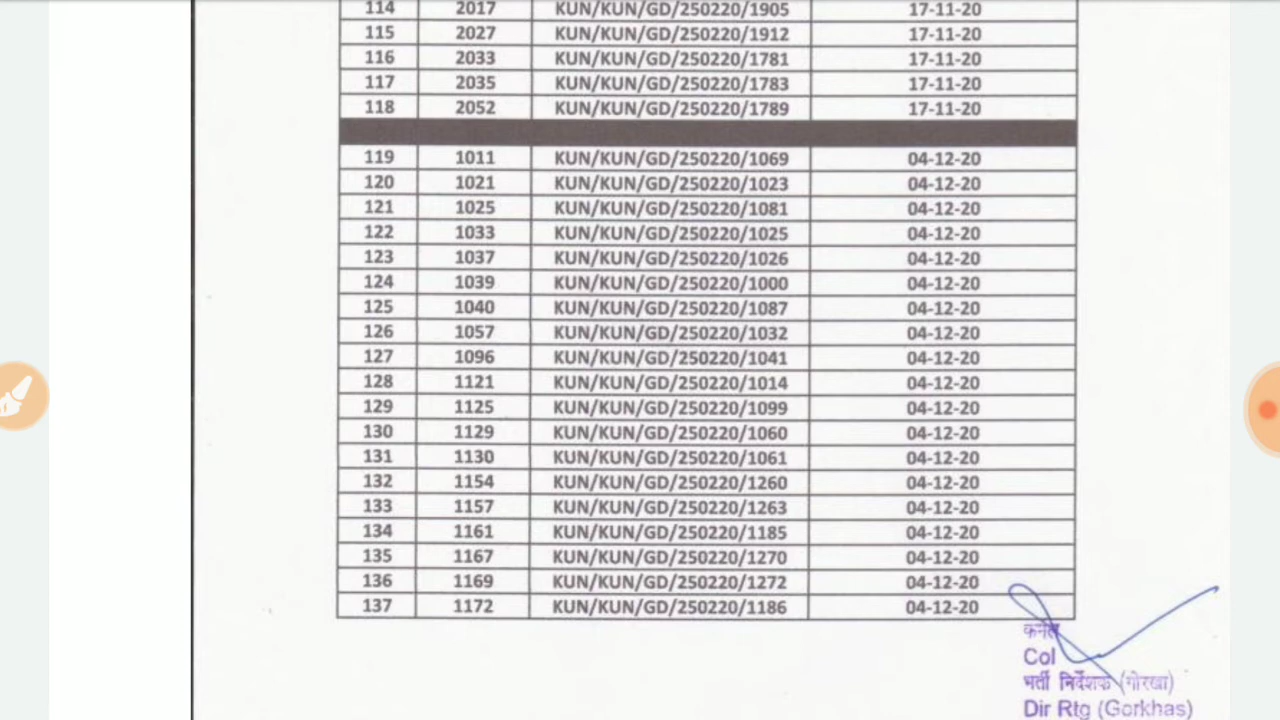 114 2017 KUN/KUN/GD/250220/1905 17-11-20
115 2027 KUN/KUN/GD/250220/1912 17-11-20
116 2033 KUN/KUN/GD/250220/1781 17-11-20
117 2035 KUN/KUN/GD/250220/1783 17-11-20
118 2052 KUN/KUN/GD/250220/1789 17-11-20
119 1011 KUN/KUN/GD/250220/1069 04-12-20
120 1021 KUN/KUN/GD/250220/1023 04-12-20
121 1025 KUN/KUN/GD/250220/1081 04-12-20
122 1033 KUN/KUN/GD/250220/1025 04-12-20
123 1037 KUN/KUN/GD/250220/1026 04-12-20
124 1039 KUN/KUN/GD/250220/1000 04-12-20
125 1040 KUN/KUN/GD/250220/1087 04-12-20
126 1057 KUN/KUN/GD/250220/1032 04-12-20
127 1096 KUN/KUN/GD/250220/1041 04-12-20
128 1121 KUN/KUN/GD/250220/1014 04-12-20
129 1125 KUN/KUN/GD/250220/1099 04-12-20
130 1129 KUN/KUN/GD/250220/1060 04-12-20
131 1130 KUN/KUN/GD/250220/1061 04-12-20
132 1154 KUN/KUN/GD/250220/1260 04-12-20
133 1157 KUN/KUN/GD/250220/1263 04-12-20
134 1161 KUN/KUN/GD/250220/1185 04-12-20
135 1167 KUN/KUN/GD/250220/1270 04-12-20
136 1169 KUN/KUN/GD/250220/1272 04-12-20
137 1172 KUN/KUN/GD/250220/1186 04-12-20
कर्नल
Col
भर्ती निर्देशक (गोरखा)
Dir Rtg (Gorkhas)